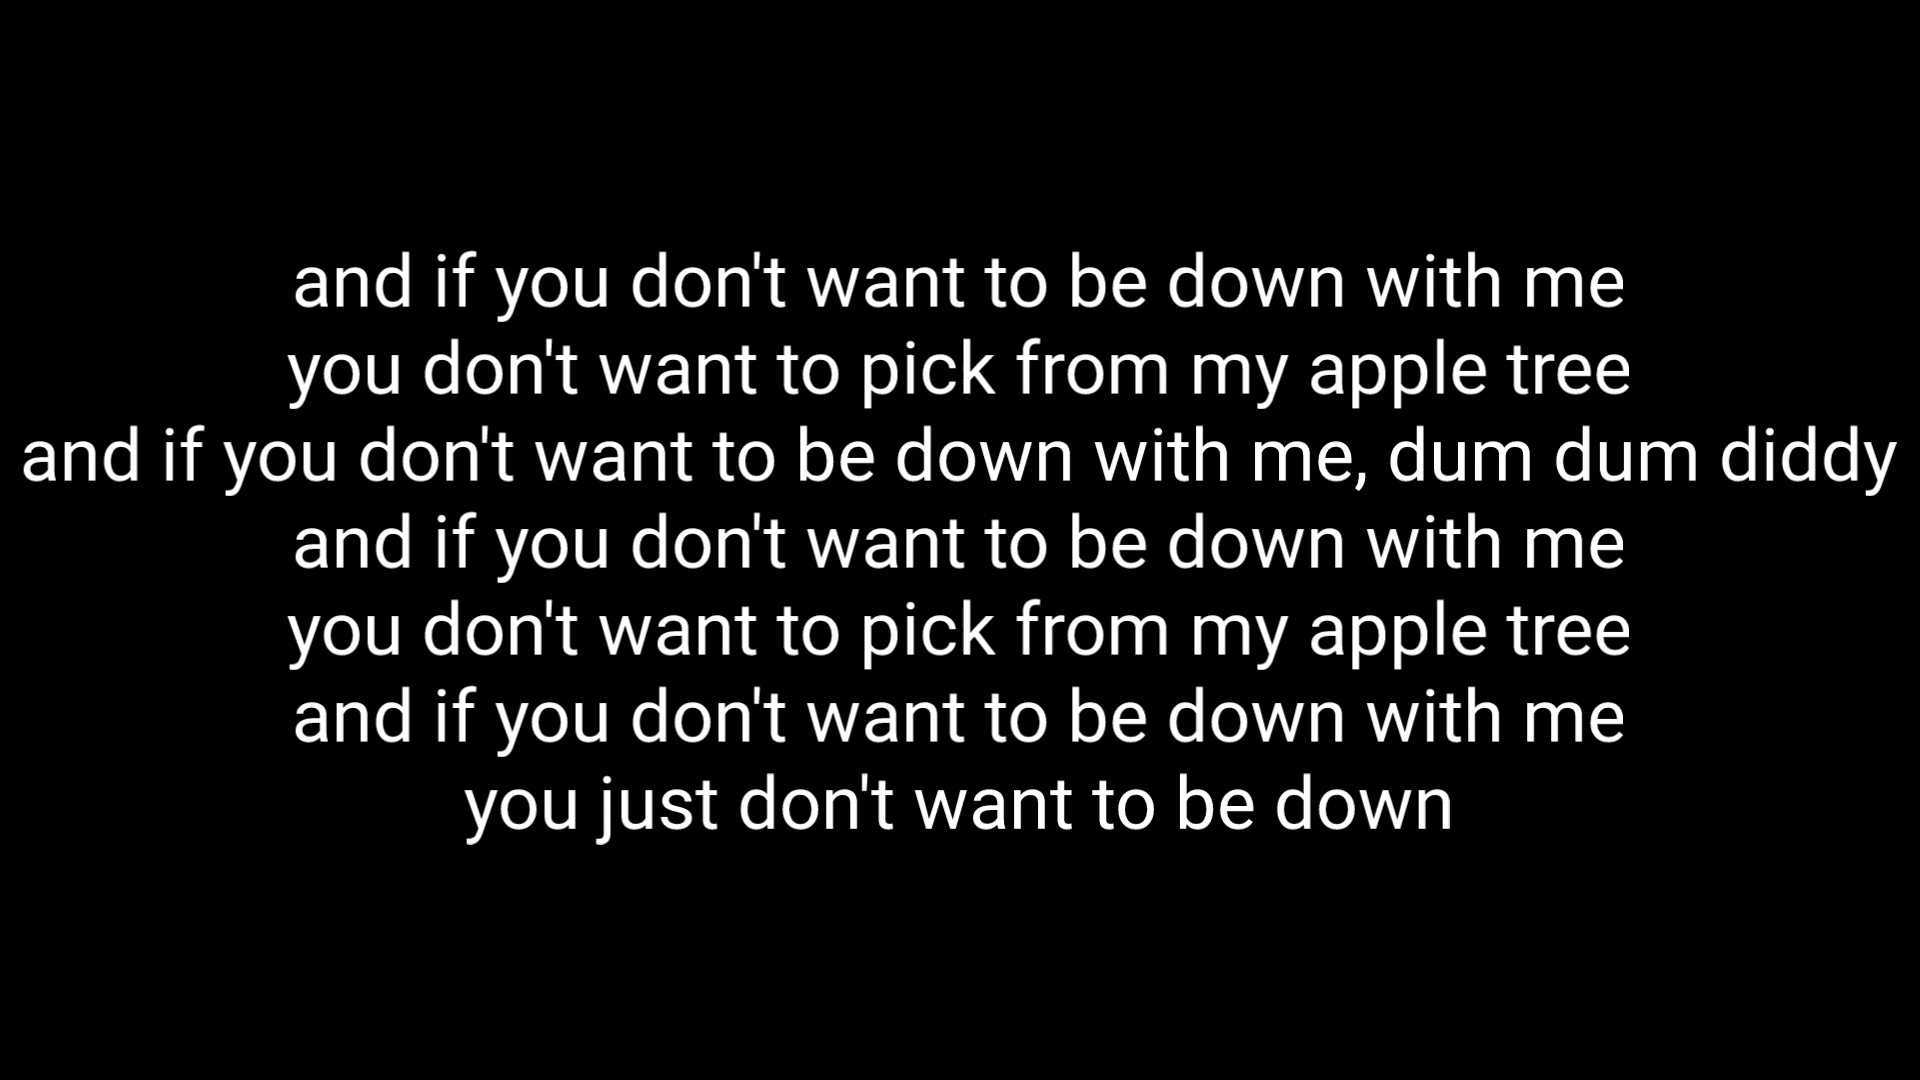 and if you don't want to be down with me
you don't want to pick from my apple tree
and if you don't want to be down with me, dum dum diddy
and if you don't want to be down with me
you don't want to pick from my apple tree
and if you don't want to be down with me
you just don't want to be down